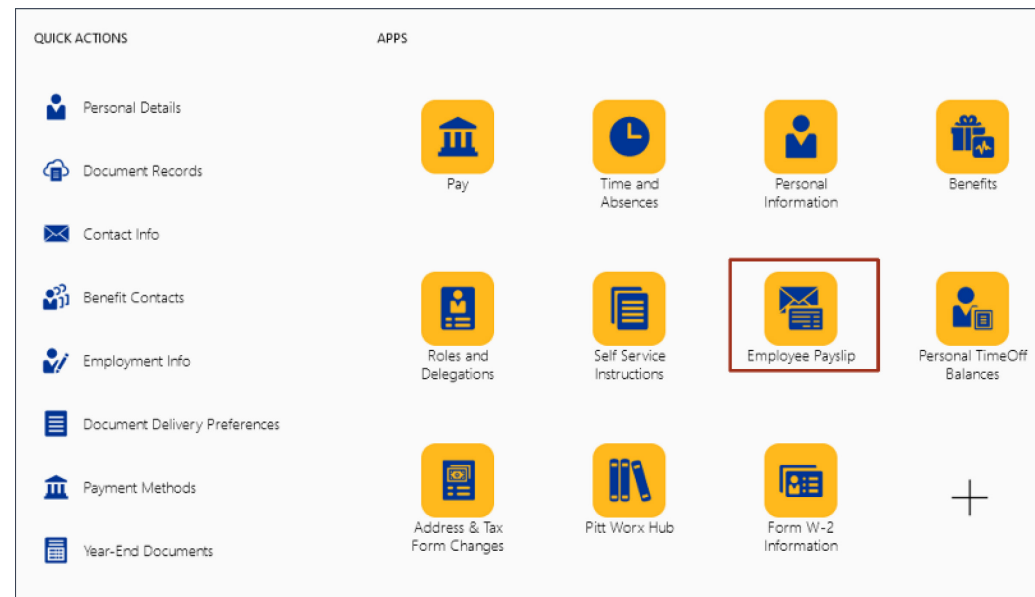 QUICK ACTIONS
Personal Details
Document Records
Contact Info
Benefit Contacts
Employment Info
Document Delivery Preferences
Payment Methods
Year-End Documents
APPS
Pay
Time and
Absences
Personal
Information
Benefits
Roles and
Delegations
Self Service
Instructions
Employee Payslip
Personal TimeOff
Balances
Address & Tax
Form Changes
Pitt Worx Hub
Form W-2
Information